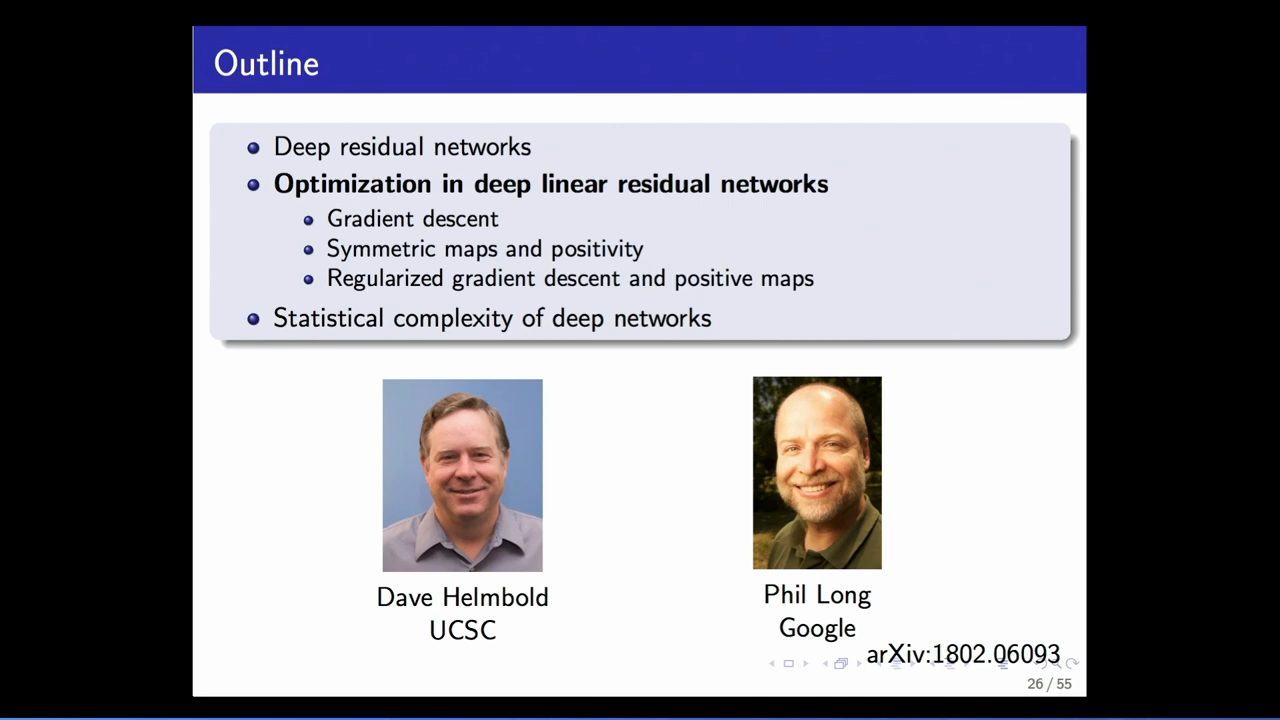 Outline
Deep residual networks
Optimization in deep linear residual networks
Gradient descent
Symmetric maps and positivity
Regularized gradient descent and positive maps
Statistical complexity of deep networks
Dave Helmbold
UCSC
Phil Long
Google
arXiv:1802.06093
26 / 55